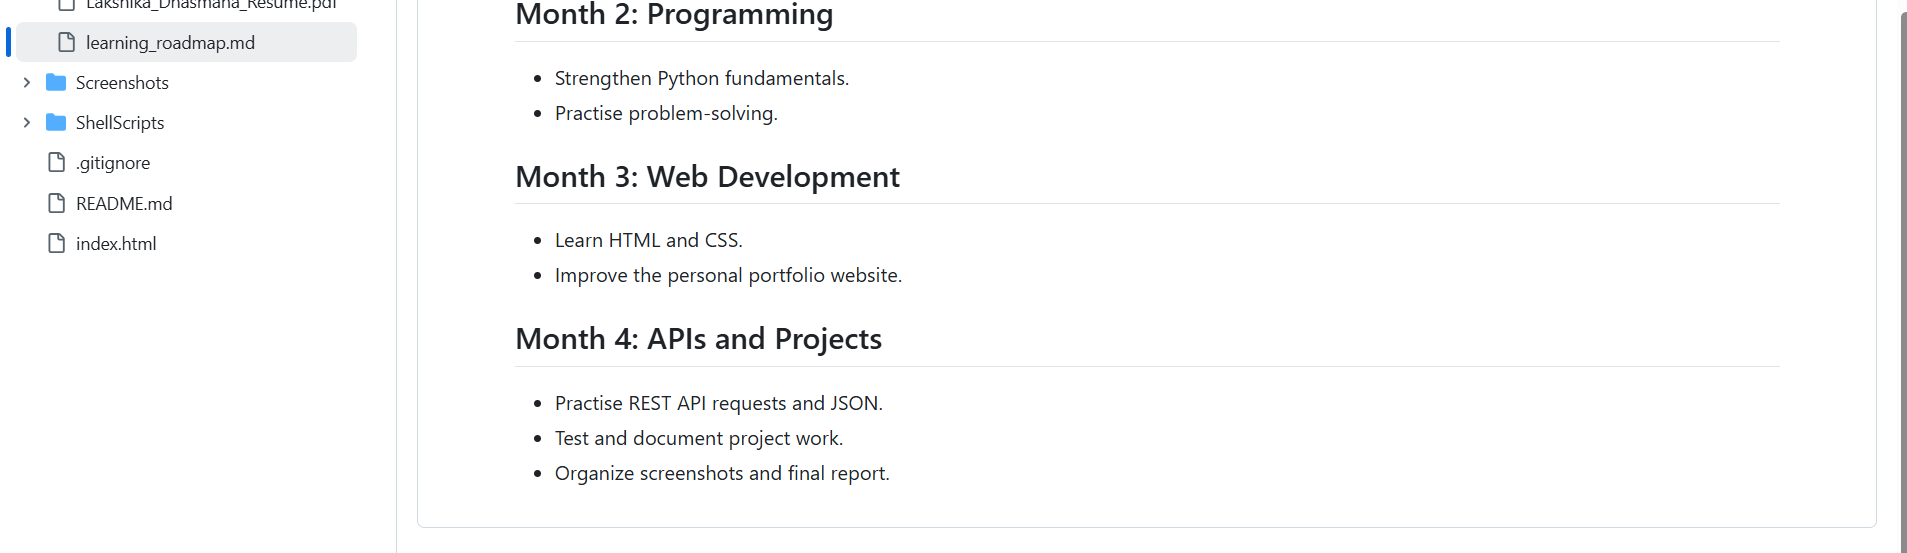 Lakshika_Dhasmana_Resume.pdf
learning_roadmap.md
Screenshots
ShellScripts
.gitignore
README.md
index.html
Month 2: Programming
Strengthen Python fundamentals.
Practise problem-solving.
Month 3: Web Development
Learn HTML and CSS.
Improve the personal portfolio website.
Month 4: APIs and Projects
Practise REST API requests and JSON.
Test and document project work.
Organize screenshots and final report.